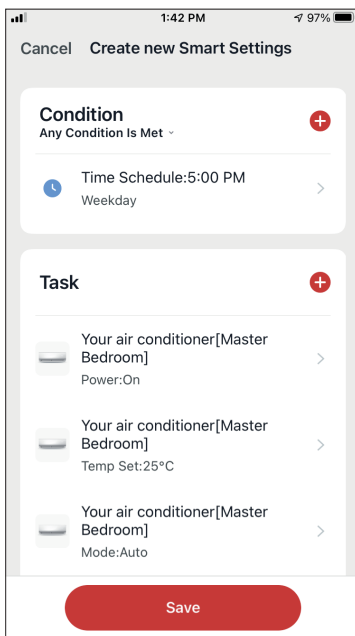 1:42 PM 97%
Cancel Create new Smart Settings
Condition
Any Condition Is Met
Time Schedule:5:00 PM
Weekday
Task
Your air conditioner[Master
Bedroom]
Power:On
Your air conditioner[Master
Bedroom]
Temp Set:25°C
Your air conditioner[Master
Bedroom]
Mode:Auto
Save